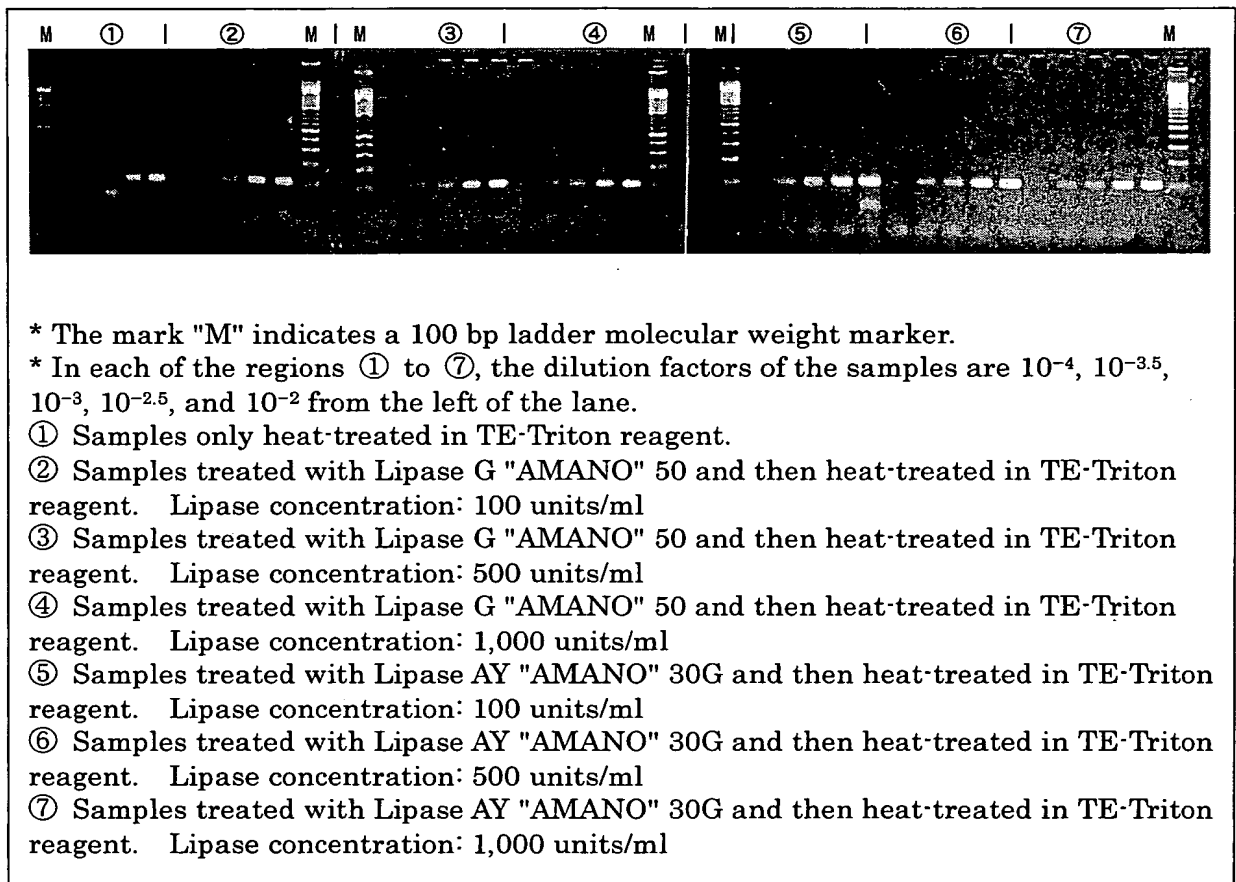 M ① | ② M | M ③ | ④ M | M | ⑤ | ⑥ | ⑦ M
* The mark "M" indicates a 100 bp ladder molecular weight marker.
* In each of the regions ① to ⑦, the dilution factors of the samples are 10⁻⁴, 10⁻³·⁵,
10⁻³, 10⁻²·⁵, and 10⁻² from the left of the lane.
① Samples only heat-treated in TE-Triton reagent.
② Samples treated with Lipase G "AMANO" 50 and then heat-treated in TE-Triton
reagent. Lipase concentration: 100 units/ml
③ Samples treated with Lipase G "AMANO" 50 and then heat-treated in TE-Triton
reagent. Lipase concentration: 500 units/ml
④ Samples treated with Lipase G "AMANO" 50 and then heat-treated in TE-Triton
reagent. Lipase concentration: 1,000 units/ml
⑤ Samples treated with Lipase AY "AMANO" 30G and then heat-treated in TE-Triton
reagent. Lipase concentration: 100 units/ml
⑥ Samples treated with Lipase AY "AMANO" 30G and then heat-treated in TE-Triton
reagent. Lipase concentration: 500 units/ml
⑦ Samples treated with Lipase AY "AMANO" 30G and then heat-treated in TE-Triton
reagent. Lipase concentration: 1,000 units/ml